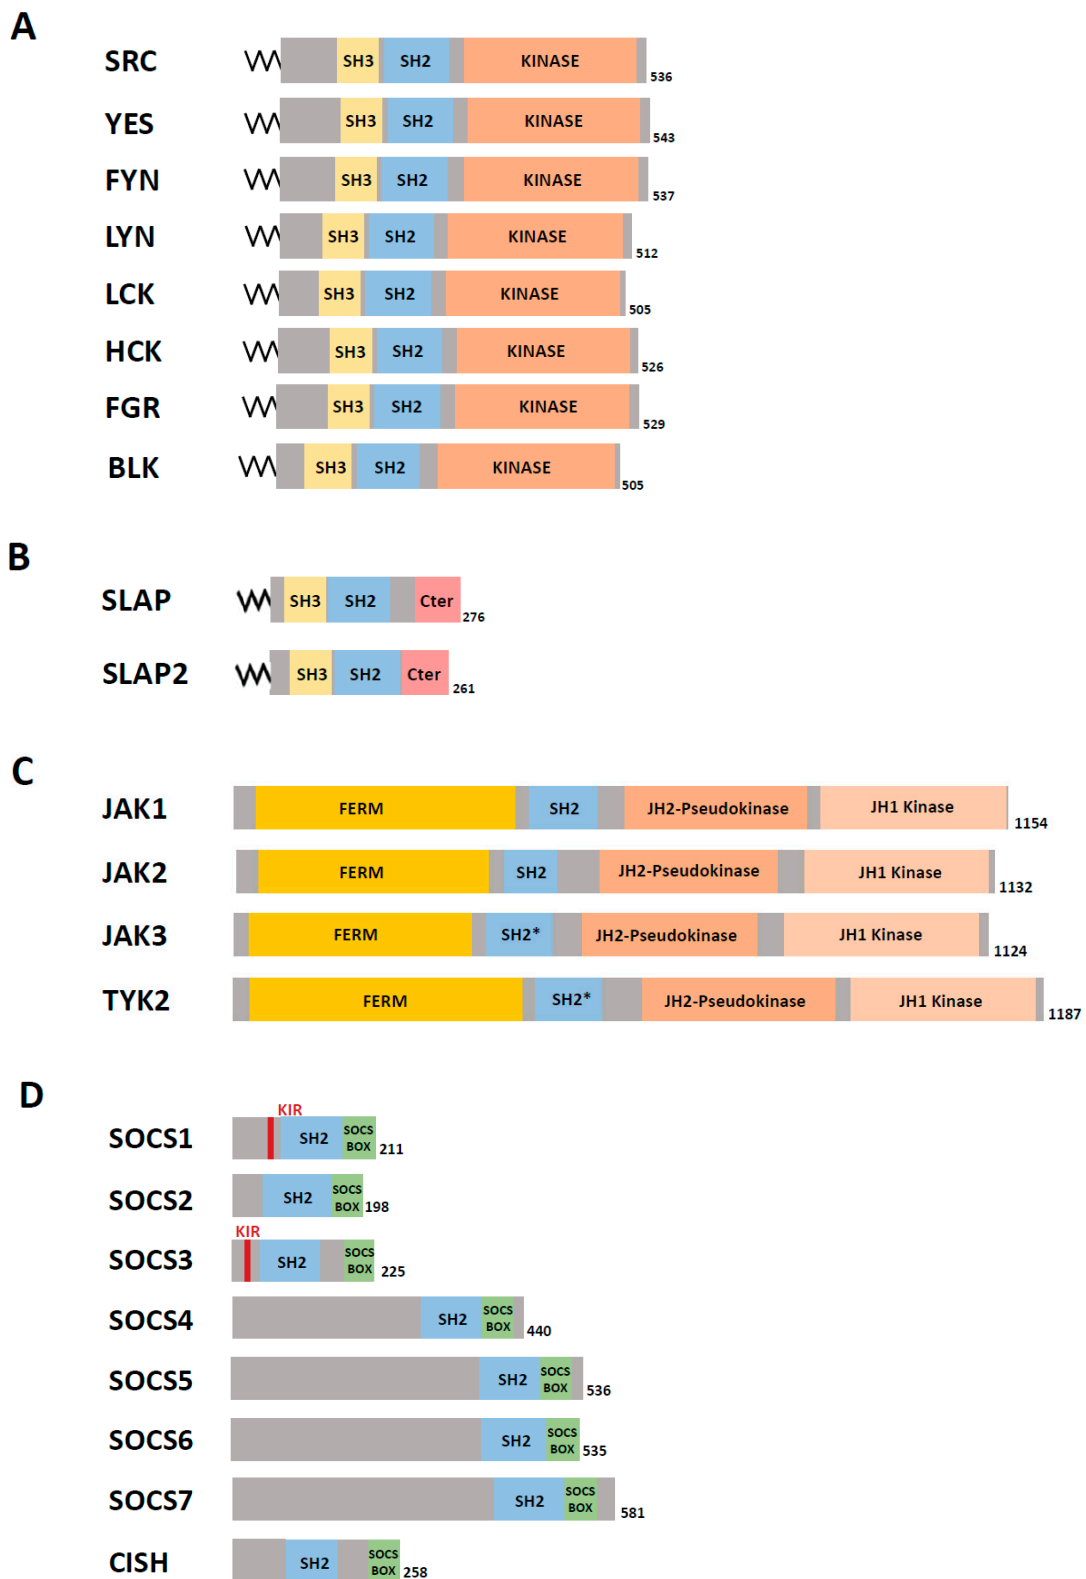 A
SRC SH3 SH2 KINASE 536
YES SH3 SH2 KINASE 543
FYN SH3 SH2 KINASE 537
LYN SH3 SH2 KINASE 512
LCK SH3 SH2 KINASE 505
HCK SH3 SH2 KINASE 526
FGR SH3 SH2 KINASE 529
BLK SH3 SH2 KINASE 505
B
SLAP SH3 SH2 Cter 276
SLAP2 SH3 SH2 Cter 261
C
JAK1 FERM SH2 JH2-Pseudokinase JH1 Kinase 1154
JAK2 FERM SH2 JH2-Pseudokinase JH1 Kinase 1132
JAK3 FERM SH2* JH2-Pseudokinase JH1 Kinase 1124
TYK2 FERM SH2* JH2-Pseudokinase JH1 Kinase 1187
D
KIR
SOCS1 SH2 SOCS BOX 211
SOCS2 SH2 SOCS BOX 198
KIR
SOCS3 SH2 SOCS BOX 225
SOCS4 SH2 SOCS BOX 440
SOCS5 SH2 SOCS BOX 536
SOCS6 SH2 SOCS BOX 535
SOCS7 SH2 SOCS BOX 581
CISH SH2 SOCS BOX 258